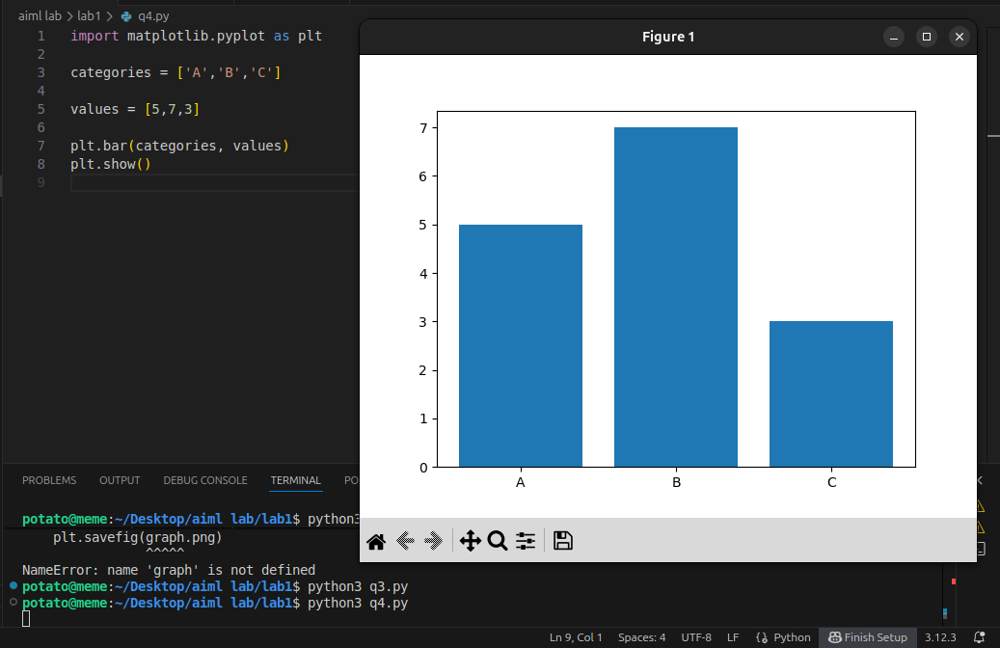 aiml lab > lab1 > q4.py
1 import matplotlib.pyplot as plt
2
3 categories = ['A','B','C']
4
5 values = [5,7,3]
6
7 plt.bar(categories, values)
8 plt.show()
9
Figure 1
7
6
5
4
3
2
1
0
A B C
PROBLEMS OUTPUT DEBUG CONSOLE TERMINAL PO
potato@meme:~/Desktop/aiml lab/lab1$ python3
plt.savefig(graph.png)
^^^^^
NameError: name 'graph' is not defined
potato@meme:~/Desktop/aiml lab/lab1$ python3 q3.py
potato@meme:~/Desktop/aiml lab/lab1$ python3 q4.py
Ln 9, Col 1 Spaces: 4 UTF-8 LF {} Python Finish Setup 3.12.3